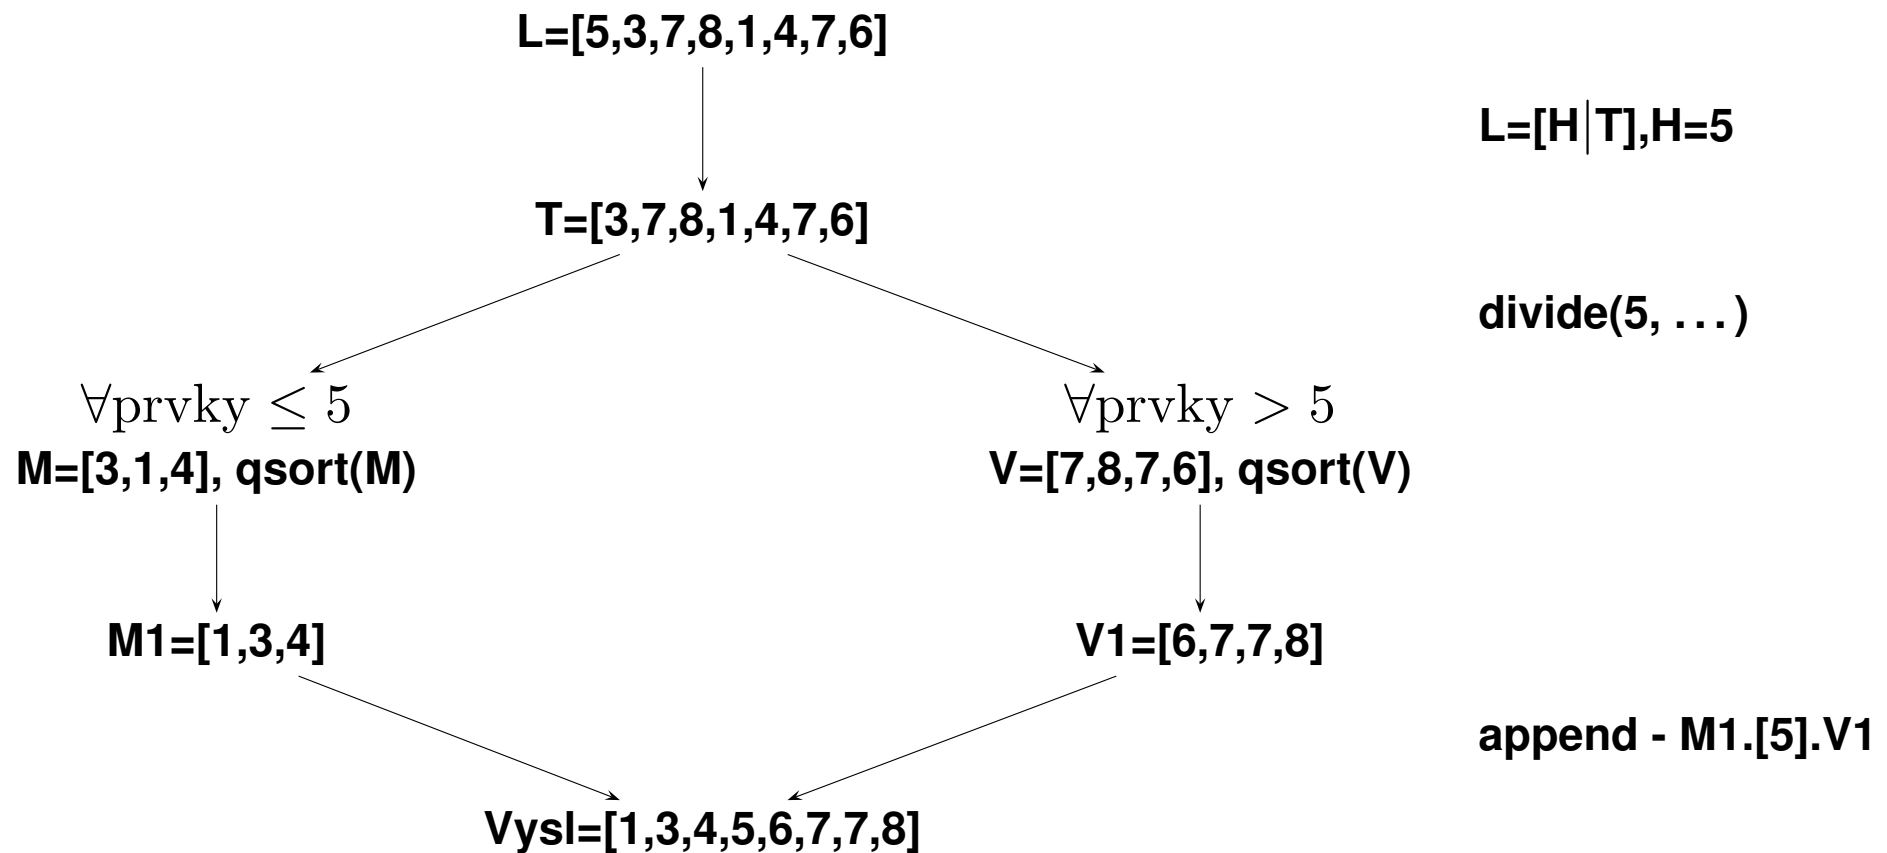 L=[5,3,7,8,1,4,7,6]
L=[H|T],H=5
T=[3,7,8,1,4,7,6]
divide(5, ...)
∀prvky ≤ 5
∀prvky > 5
M=[3,1,4], qsort(M)
V=[7,8,7,6], qsort(V)
M1=[1,3,4]
V1=[6,7,7,8]
append - M1.[5].V1
Vysl=[1,3,4,5,6,7,7,8]